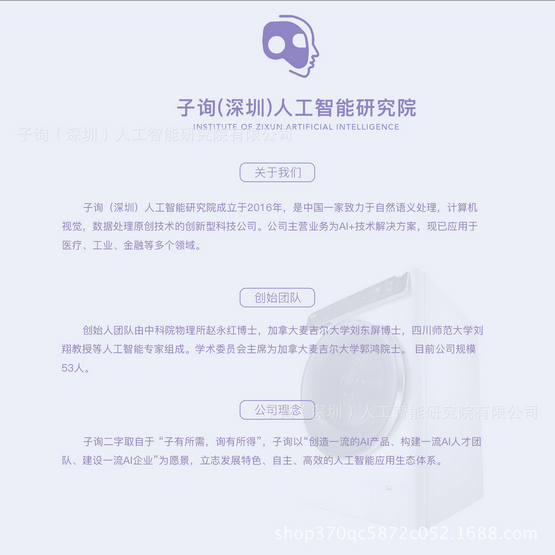 子询(深圳)人工智能研究院
INSTITUTE OF ZIXUN ARTIFICIAL INTELLIGENCE
子询（深圳）人工智能研究院有限公司
关于我们
子询（深圳）人工智能研究院成立于2016年，是中国一家致力于自然语义处理，计算机
视觉，数据处理原创技术的创新型科技公司。公司主营业务为AI+技术解决方案，现已应用于
医疗、工业、金融等多个领域。
创始团队
创始人团队由中科院物理所赵永红博士，加拿大麦吉尔大学刘东屏博士，四川师范大学刘
翔教授等人工智能专家组成。学术委员会主席为加拿大麦吉尔大学郭鸿院士。 目前公司规模
53人。
公司理念
（深圳）人工智能研究院有限公司
子询二字取自于 “子有所需，询有所得”，子询以“创造一流的AI产品、构建一流AI人才团
队、建设一流AI企业”为愿景，立志发展特色、自主、高效的人工智能应用生态体系。
shop370qc5872c052.1688.com